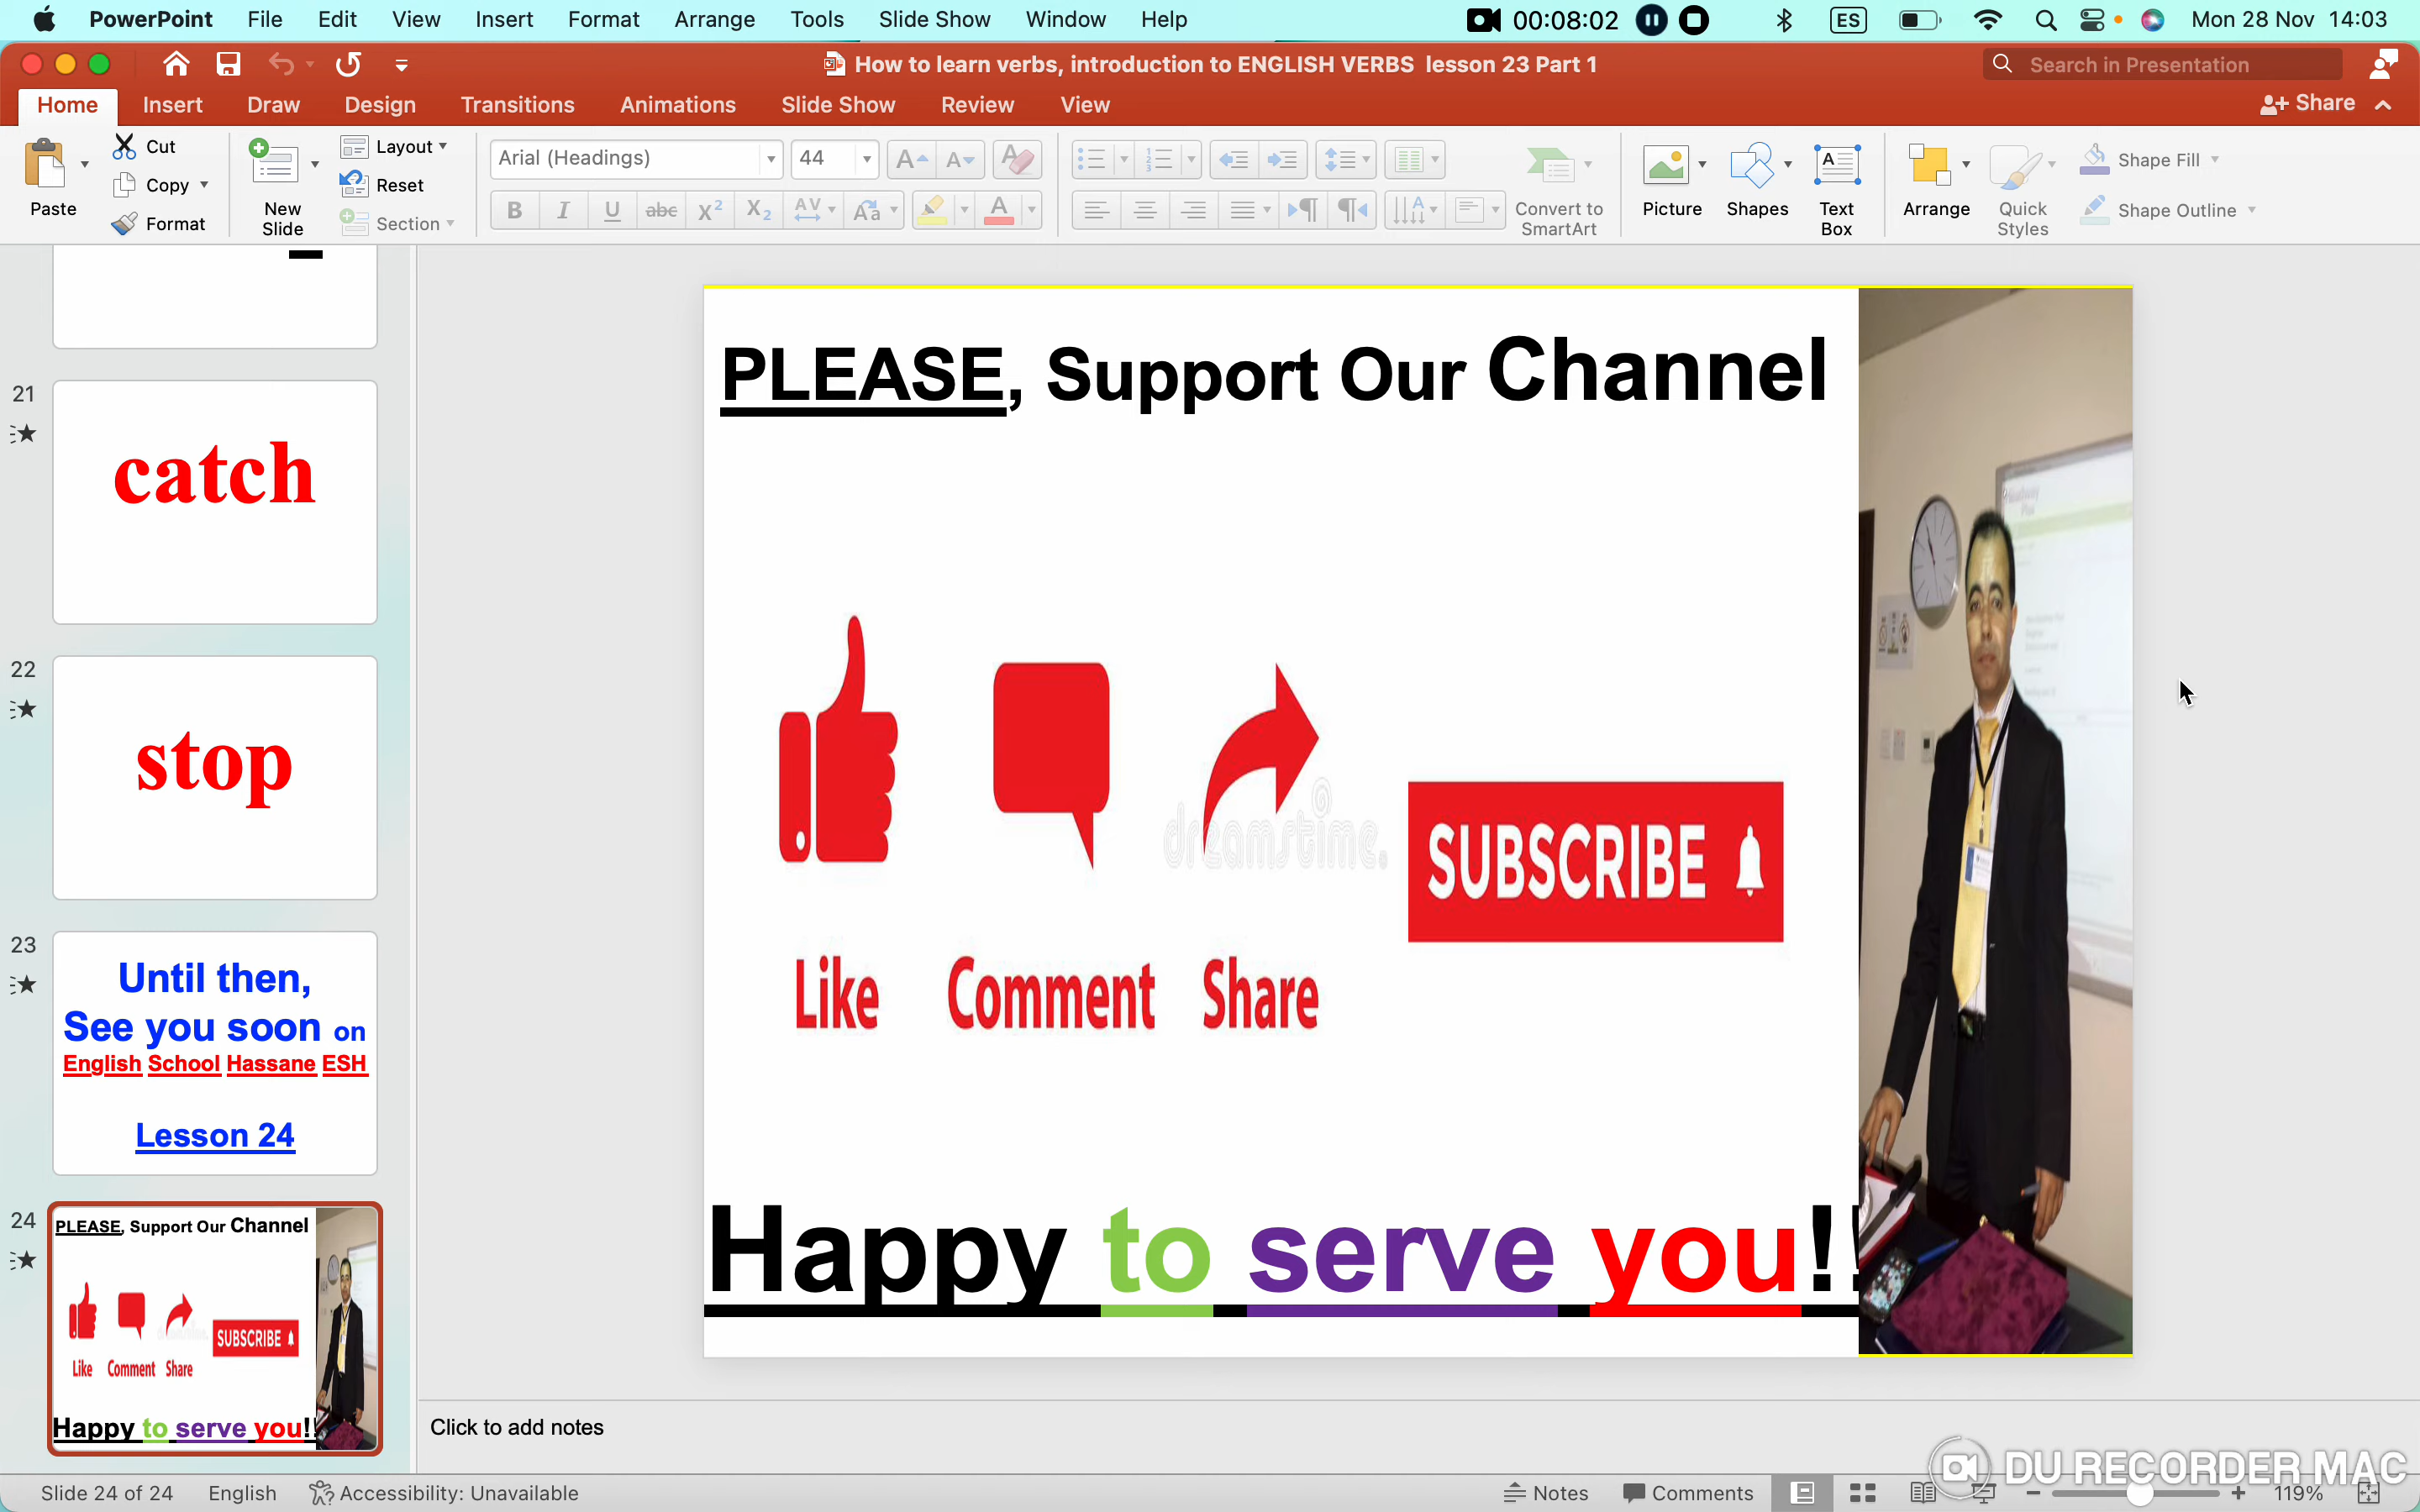 PowerPoint File Edit View Insert Format Arrange Tools Slide Show Window Help 00:08:02 ES Mon 28 Nov 14:03
How to learn verbs, introduction to ENGLISH VERBS lesson 23 Part 1
Search in Presentation
Home Insert Draw Design Transitions Animations Slide Show Review View Share
Paste
Cut
Copy
Format
New Slide
Layout
Reset
Section
Arial (Headings) 44
Convert to SmartArt
Picture
Shapes
Text Box
Arrange
Quick Styles
Shape Fill
Shape Outline
21
catch
22
stop
23
Until then,
See you soon on
English School Hassane ESH
Lesson 24
24
PLEASE, Support Our Channel
Like Comment Share
SUBSCRIBE
Happy to serve you!!
PLEASE, Support Our Channel
dreamstime.
SUBSCRIBE
Like Comment Share
Happy to serve you!!
Click to add notes
DU RECORDER MAC
Slide 24 of 24 English Accessibility: Unavailable Notes Comments 119%